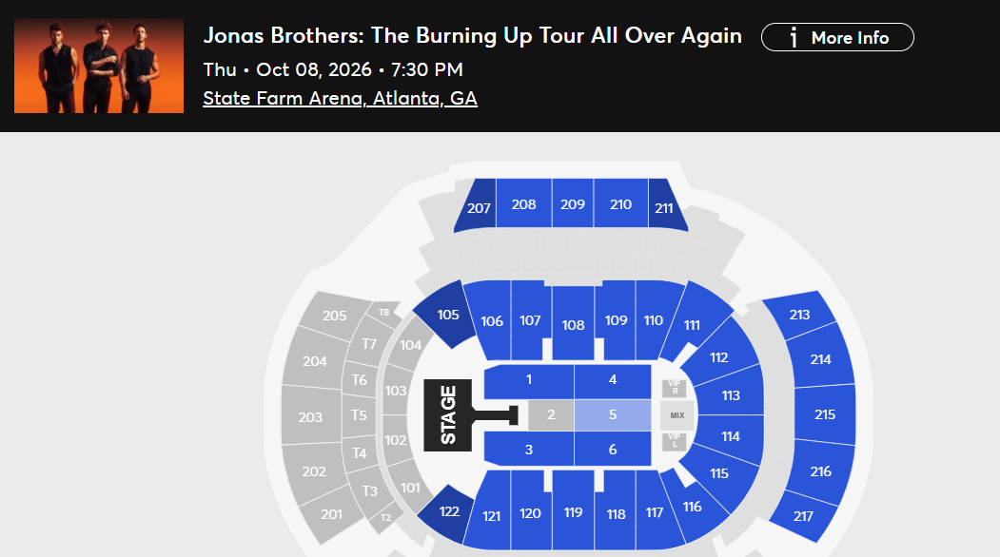 Jonas Brothers: The Burning Up Tour All Over Again
i More Info
Thu • Oct 08, 2026 • 7:30 PM
State Farm Arena, Atlanta, GA
207 208 209 210 211
205 T8 105 106 107 108 109 110 111 213
204 T7 104 112 214
T6 103 1 4 VIP R 113
203 T5 STAGE 2 5 MIX 215
T4 102 3 6 VIP L 114
202 T3 101 115 216
201 T2 122 121 120 119 118 117 116 217